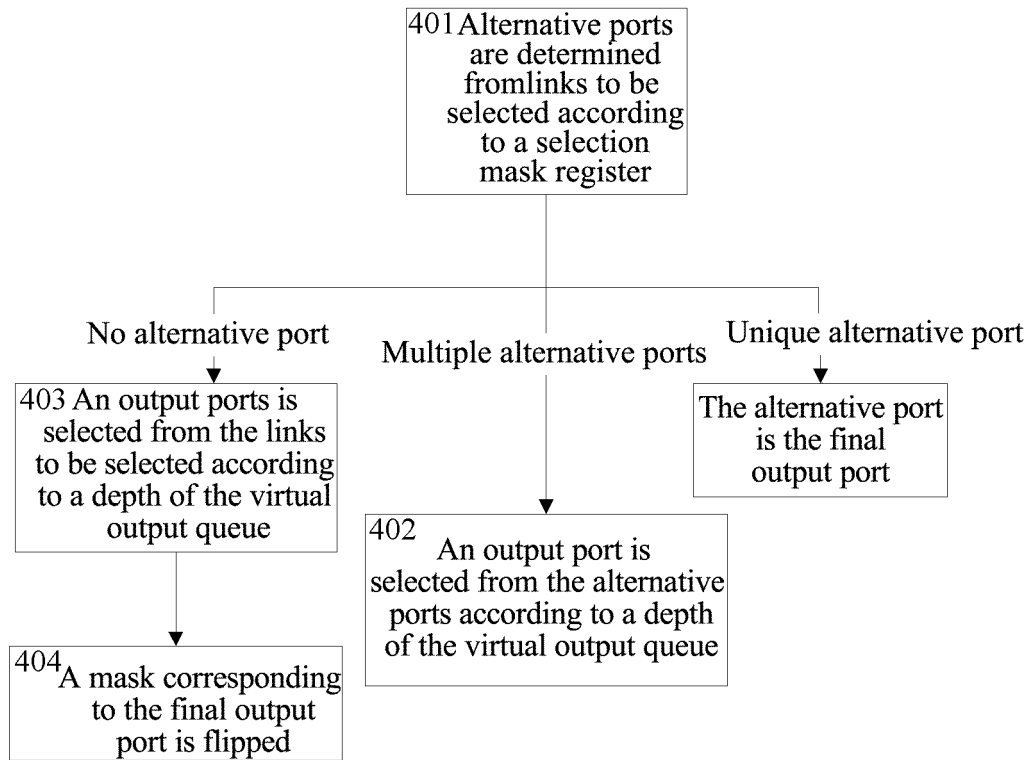 401 Alternative ports
are determined
fromlinks to be
selected according
to a selection
mask register
No alternative port
Multiple alternative ports
Unique alternative port
403 An output ports is
selected from the links
to be selected according
to a depth of the virtual
output queue
The alternative port
is the final
output port
402
An output port is
selected from the alternative
ports according to a depth
of the virtual output queue
404 A mask corresponding
to the final output
port is flipped